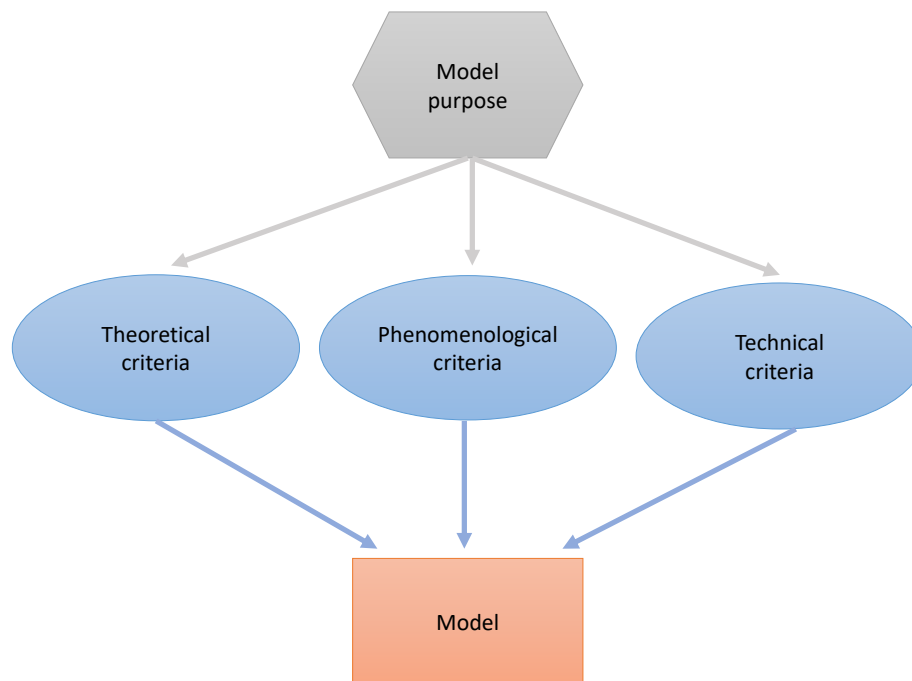 Model
purpose
Theoretical
criteria
Phenomenological
criteria
Technical
criteria
Model